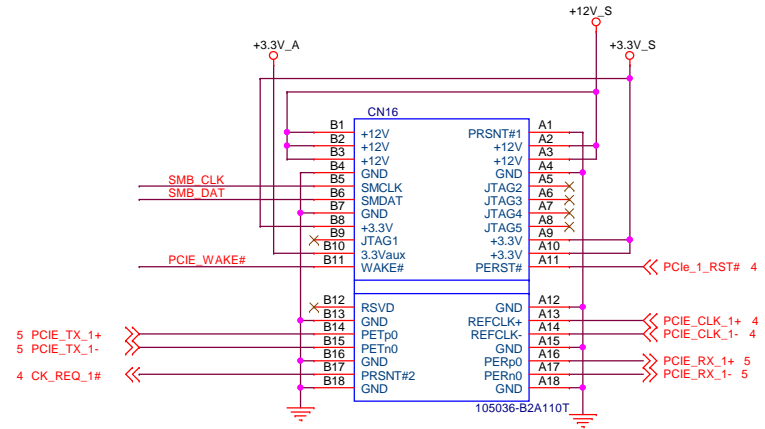 +12V_S
+3.3V_A
+3.3V_S
CN16
B1 +12V PRSNT#1 A1
B2 +12V +12V A2
B3 +12V +12V A3
B4 GND GND A4
SMB_CLK B5 SMCLK JTAG2 A5
SMB_DAT B6 SMDAT JTAG3 A6
B7 GND JTAG4 A7
B8 +3.3V JTAG5 A8
B9 JTAG1 +3.3V A9
B10 3.3Vaux +3.3V A10
PCIE_WAKE# B11 WAKE# PERST# A11 PCIe_1_RST# 4
B12 RSVD GND A12
B13 GND REFCLK+ A13 PCIE_CLK_1+ 4
5 PCIE_TX_1+ B14 PETp0 REFCLK- A14 PCIE_CLK_1- 4
5 PCIE_TX_1- B15 PETn0 GND A15
B16 GND PERp0 A16 PCIE_RX_1+ 5
4 CK_REQ_1# B17 PRSNT#2 PERn0 A17 PCIE_RX_1- 5
B18 GND GND A18
105036-B2A110T